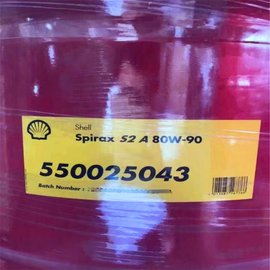 Shell
Spirax S2 A 80W-90
550025043
Batch Number :